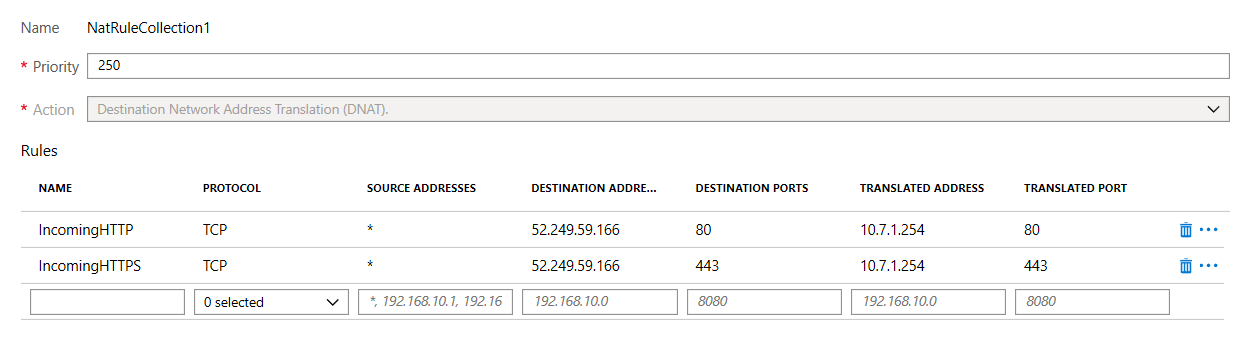 Name NatRuleCollection1
* Priority 250
* Action Destination Network Address Translation (DNAT).
Rules
NAME PROTOCOL SOURCE ADDRESSES DESTINATION ADDRE... DESTINATION PORTS TRANSLATED ADDRESS TRANSLATED PORT
IncomingHTTP TCP * 52.249.59.166 80 10.7.1.254 80
IncomingHTTPS TCP * 52.249.59.166 443 10.7.1.254 443
0 selected *, 192.168.10.1, 192.16 192.168.10.0 8080 192.168.10.0 8080